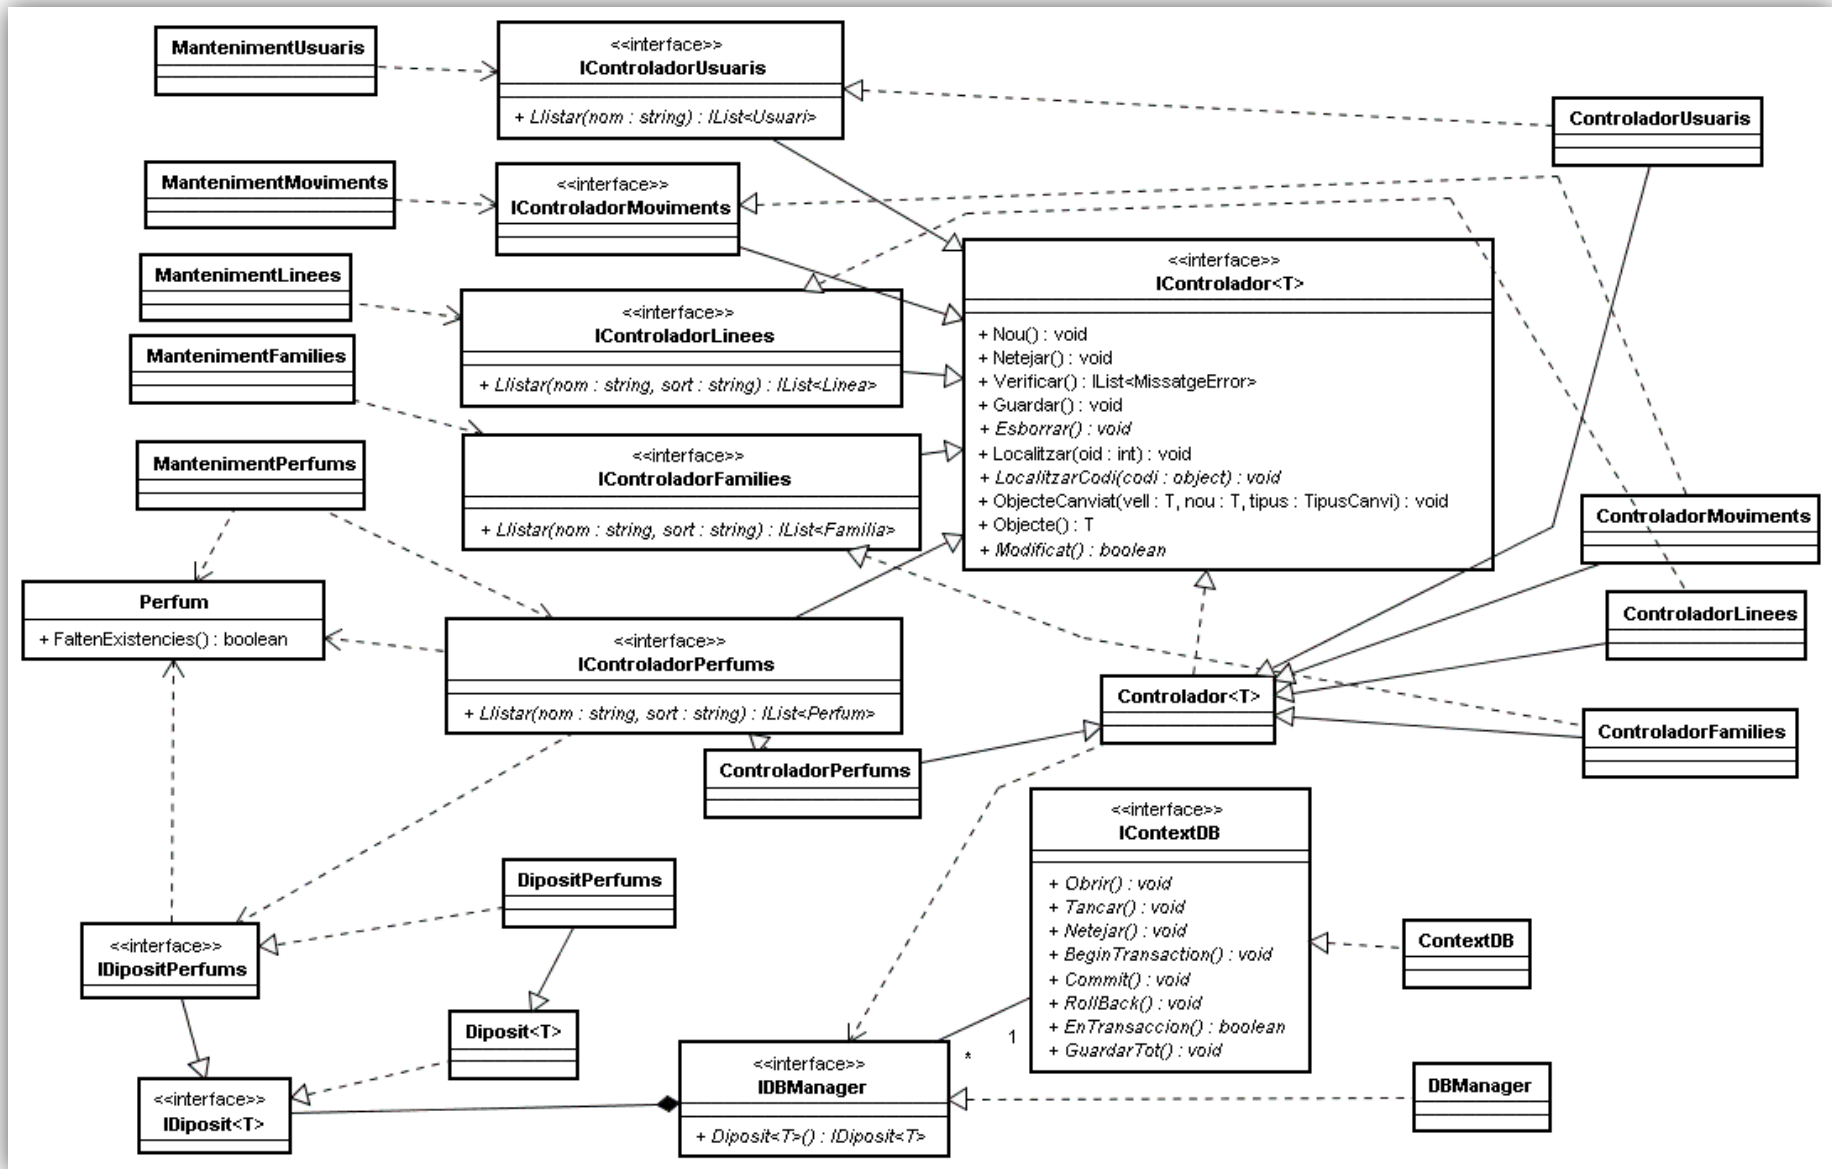 MantenimentUsuaris
<<interface>>
IControladorUsuaris
+ Llistar(nom : string) : IList<Usuari>
ControladorUsuaris
MantenimentMoviments
<<interface>>
IControladorMoviments
MantenimentLinees
<<interface>>
IControladorLinees
+ Llistar(nom : string, sort : string) : IList<Linea>
<<interface>>
IControlador<T>
+ Nou() : void
+ Netejar() : void
+ Verificar() : IList<MissatgeError>
+ Guardar() : void
+ Esborrar() : void
+ Localitzar(oid : int) : void
+ LocalitzarCodi(codi : object) : void
+ ObjecteCanviat(vell : T, nou : T, tipus : TipusCanvi) : void
+ Objecte() : T
+ Modificat() : boolean
MantenimentFamilies
<<interface>>
IControladorFamilies
+ Llistar(nom : string, sort : string) : IList<Familia>
MantenimentPerfums
ControladorMoviments
Perfum
+ FaltenExistencies() : boolean
<<interface>>
IControladorPerfums
+ Llistar(nom : string, sort : string) : IList<Perfum>
ControladorLinees
Controlador<T>
ControladorFamilies
ControladorPerfums
<<interface>>
IContextDB
+ Obrir() : void
+ Tancar() : void
+ Netejar() : void
+ BeginTransaction() : void
+ Commit() : void
+ RollBack() : void
+ EnTransaccion() : boolean
+ GuardarTot() : void
DipositPerfums
ContextDB
<<interface>>
IDipositPerfums
Diposit<T>
1
*
<<interface>>
IDBManager
+ Diposit<T>() : IDiposit<T>
DBManager
<<interface>>
IDiposit<T>